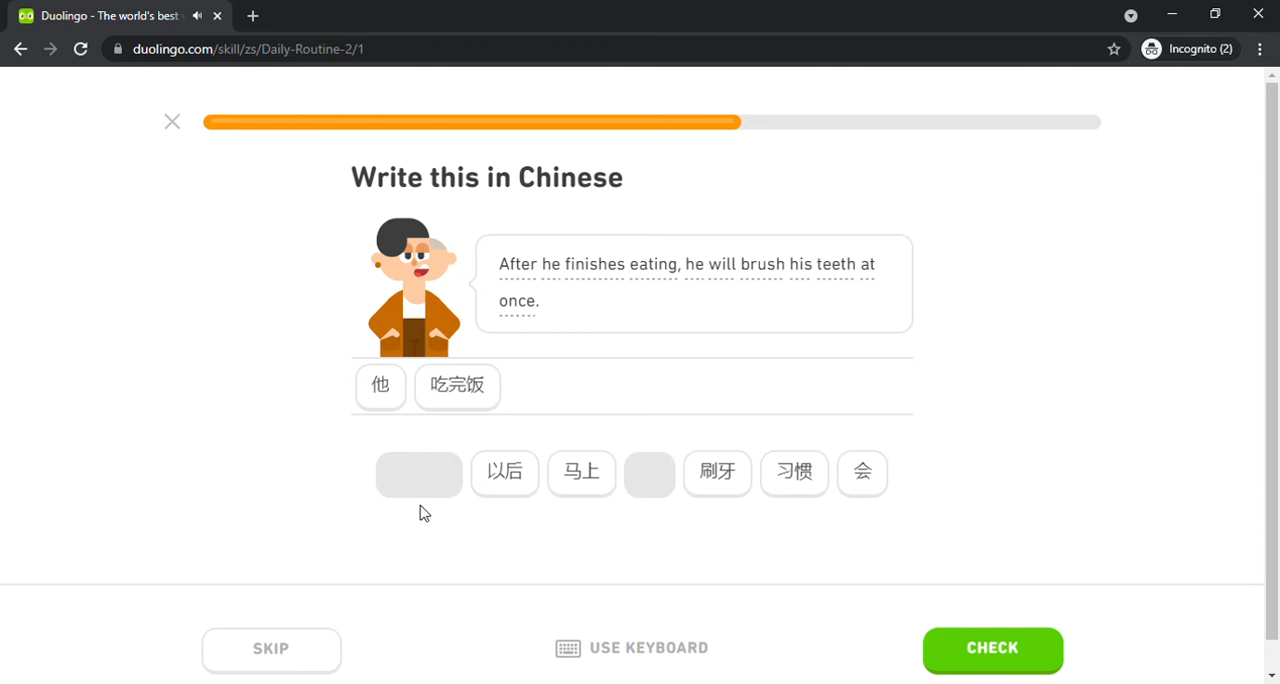 Duolingo - The world's best
duolingo.com/skill/zs/Daily-Routine-2/1
Incognito (2)
Write this in Chinese
After he finishes eating, he will brush his teeth at
once.
他 吃完饭
以后 马上 刷牙 习惯 会
SKIP
USE KEYBOARD
CHECK